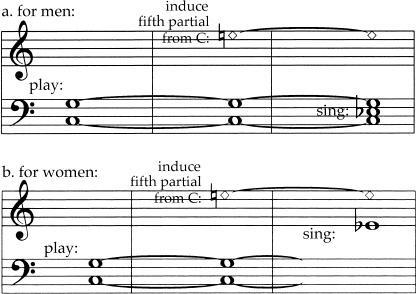 a. for men:
induce
fifth partial
from C:
play:
sing:
b. for women:
induce
fifth partial
from C:
sing:
play: